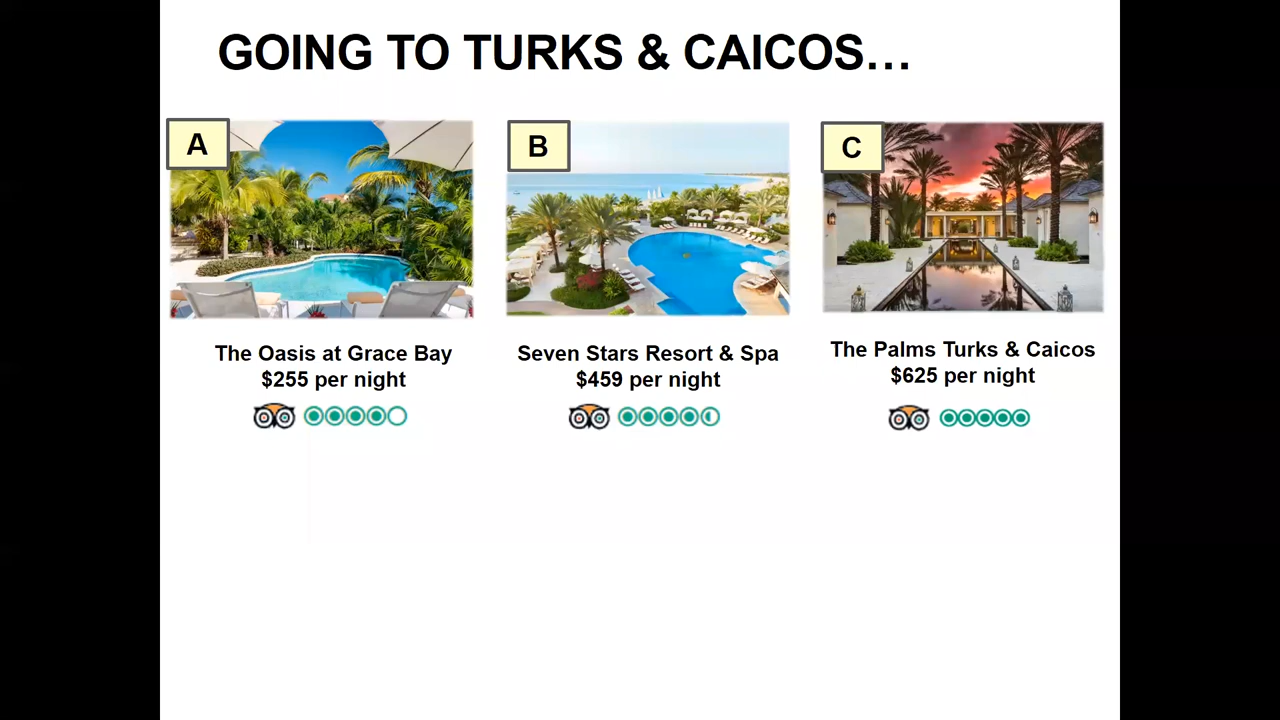 GOING TO TURKS & CAICOS...
A
B
C
The Oasis at Grace Bay
$255 per night
Seven Stars Resort & Spa
$459 per night
The Palms Turks & Caicos
$625 per night